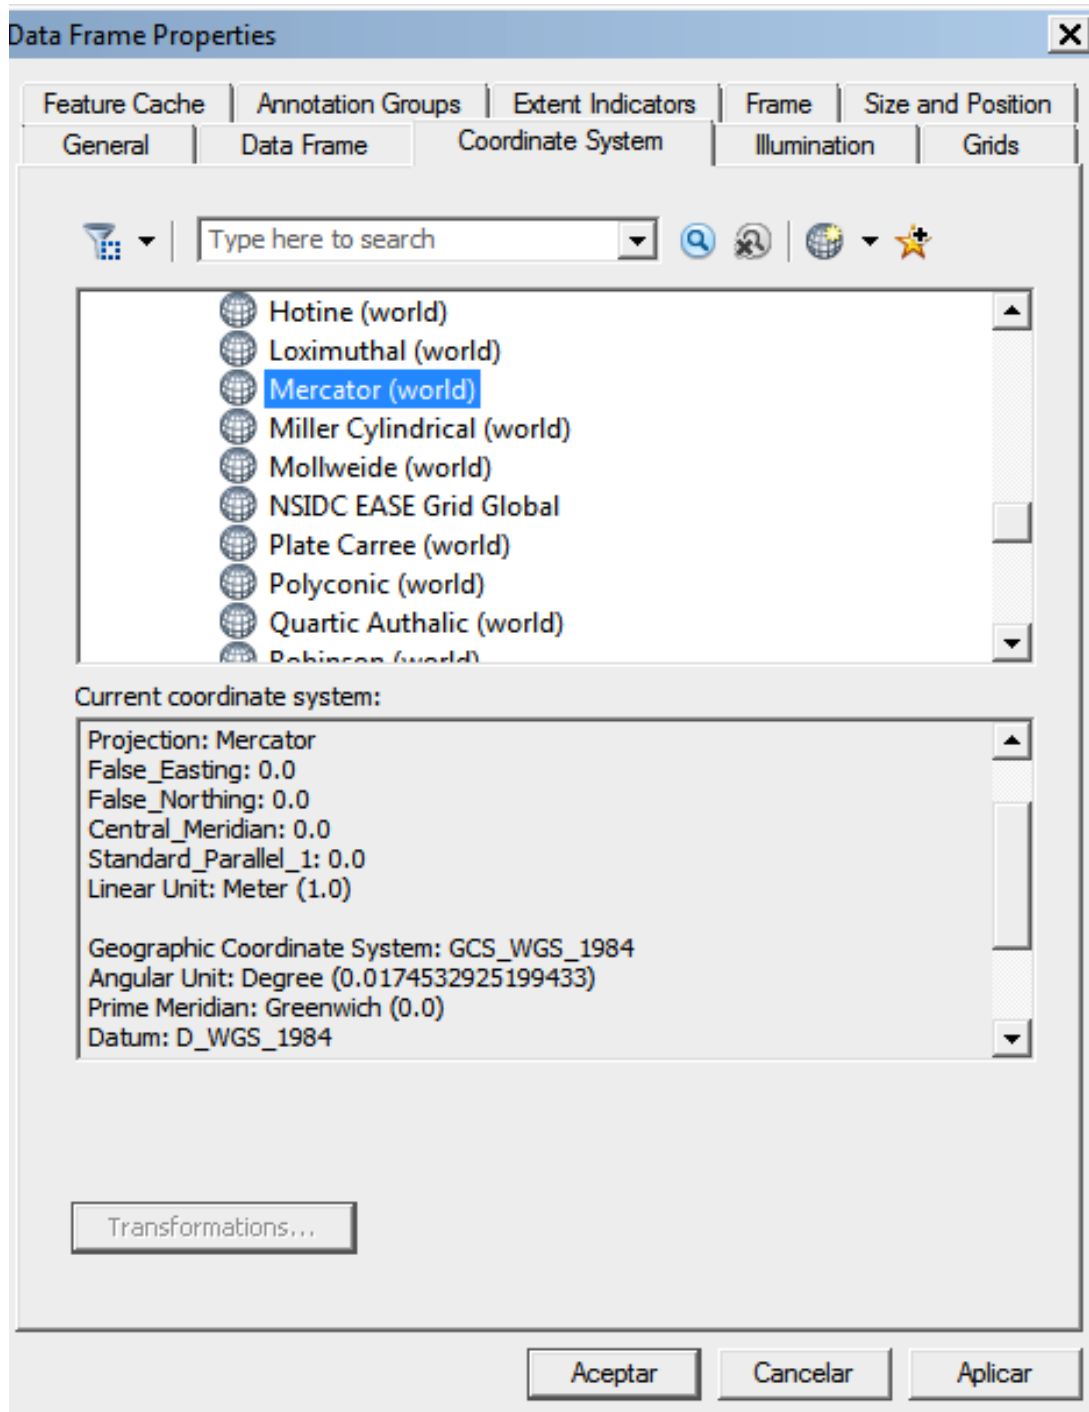 Data Frame Properties
Feature Cache Annotation Groups Extent Indicators Frame Size and Position
General Data Frame Coordinate System Illumination Grids
Type here to search
Hotine (world)
Loximuthal (world)
Mercator (world)
Miller Cylindrical (world)
Mollweide (world)
NSIDC EASE Grid Global
Plate Carree (world)
Polyconic (world)
Quartic Authalic (world)
Robinson (world)
Current coordinate system:
Projection: Mercator
False_Easting: 0.0
False_Northing: 0.0
Central_Meridian: 0.0
Standard_Parallel_1: 0.0
Linear Unit: Meter (1.0)
Geographic Coordinate System: GCS_WGS_1984
Angular Unit: Degree (0.0174532925199433)
Prime Meridian: Greenwich (0.0)
Datum: D_WGS_1984
Transformations...
Aceptar Cancelar Aplicar